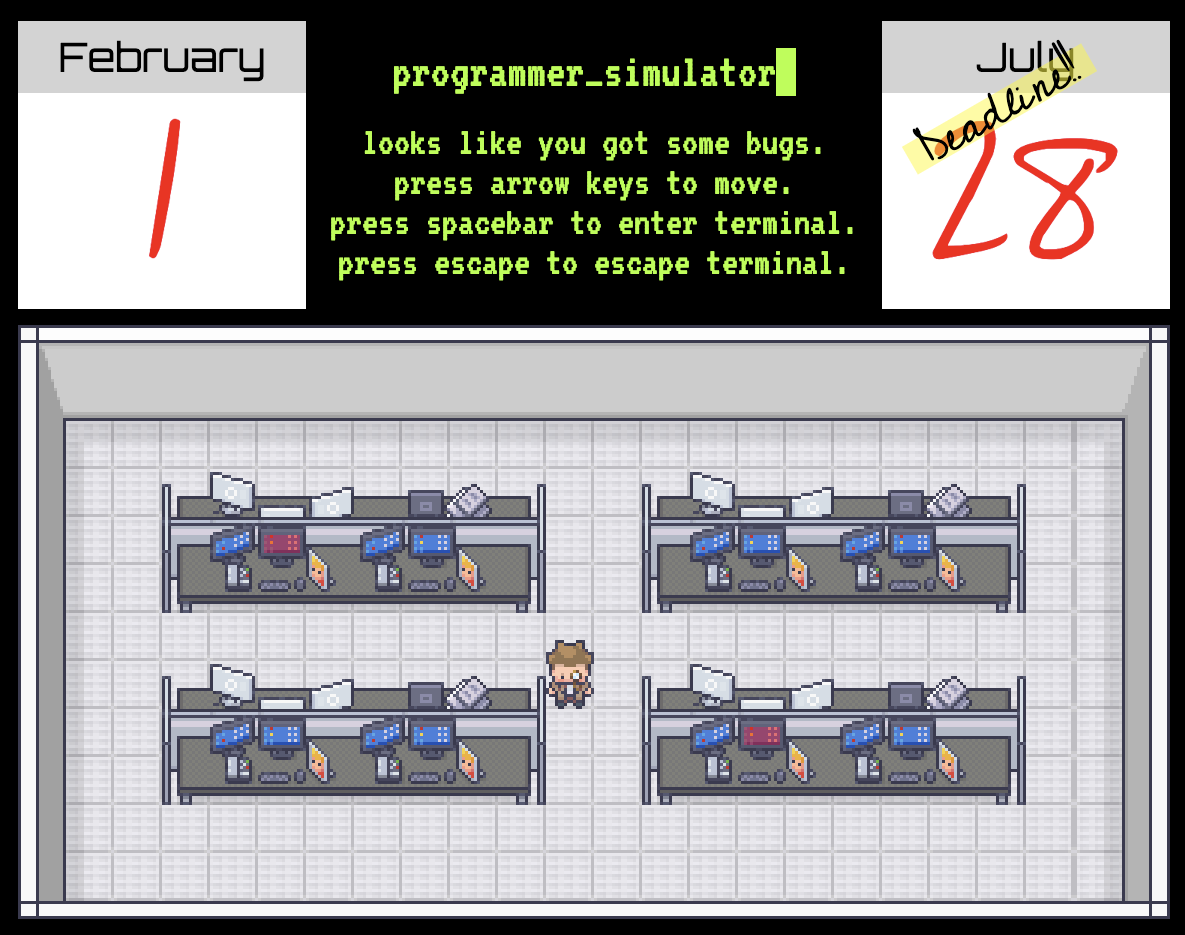 February
1
programmer_simulator
looks like you got some bugs.
press arrow keys to move.
press spacebar to enter terminal.
press escape to escape terminal.
July
Deadline!!
28